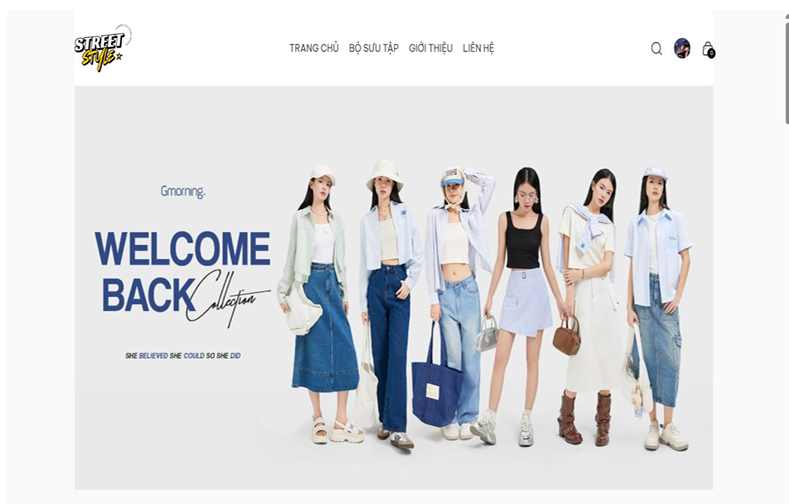 STREET
STYLE
TRANG CHỦ BỘ SƯU TẬP GIỚI THIỆU LIÊN HỆ
0
Gmorning.
WELCOME
BACK Collection
SHE BELIEVED SHE COULD SO SHE DID